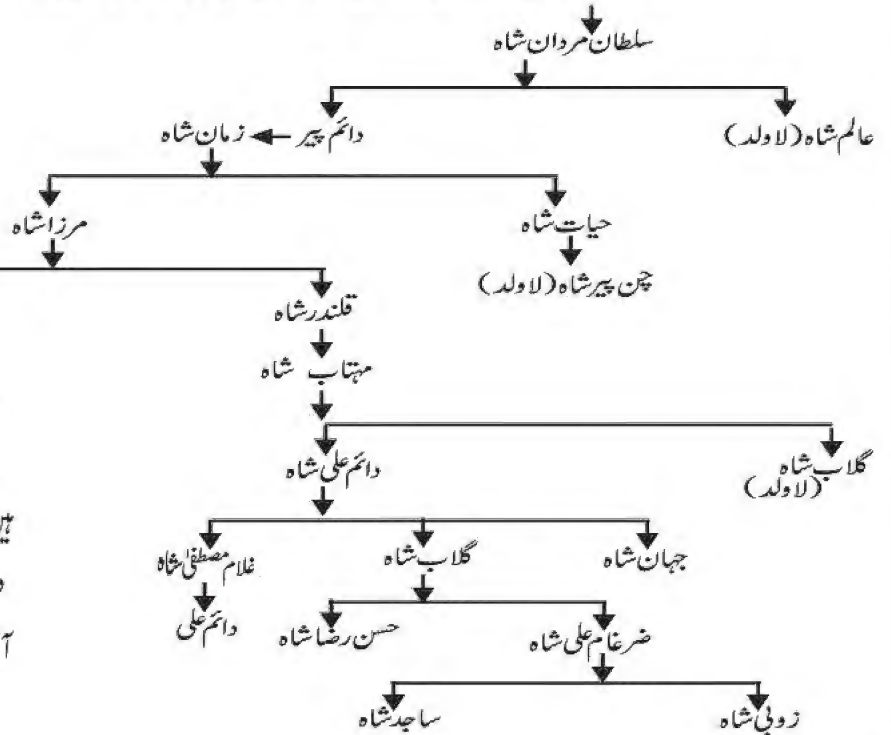 سلطان مردان شاہ
عالم شاہ (لاولد)
دائم پیر
زمان شاہ
حیات شاہ
مرزا شاہ
چن پیر شاہ (لاولد)
قلندر شاہ
مہتاب شاہ
گلاب شاہ
(لاولد)
دائم علی شاہ
جہان شاہ
گلاب شاہ
غلام مصطفیٰ شاہ
ضرغام علی شاہ
حسن رضا شاہ
دائم علی
زوبی شاہ
ساجد شاہ